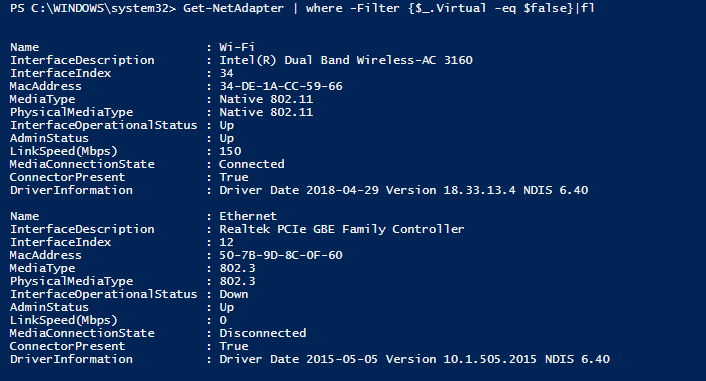 PS C:\WINDOWS\system32> Get-NetAdapter | where -Filter {$_.Virtual -eq $false}|fl
Name                       : Wi-Fi
InterfaceDescription       : Intel(R) Dual Band Wireless-AC 3160
InterfaceIndex             : 34
MacAddress                 : 34-DE-1A-CC-59-66
MediaType                  : Native 802.11
PhysicalMediaType          : Native 802.11
InterfaceOperationalStatus : Up
AdminStatus                : Up
LinkSpeed(Mbps)            : 150
MediaConnectionState       : Connected
ConnectorPresent           : True
DriverInformation          : Driver Date 2018-04-29 Version 18.33.13.4 NDIS 6.40
Name                       : Ethernet
InterfaceDescription       : Realtek PCIe GBE Family Controller
InterfaceIndex             : 12
MacAddress                 : 50-7B-9D-8C-0F-60
MediaType                  : 802.3
PhysicalMediaType          : 802.3
InterfaceOperationalStatus : Down
AdminStatus                : Up
LinkSpeed(Mbps)            : 0
MediaConnectionState       : Disconnected
ConnectorPresent           : True
DriverInformation          : Driver Date 2015-05-05 Version 10.1.505.2015 NDIS 6.40